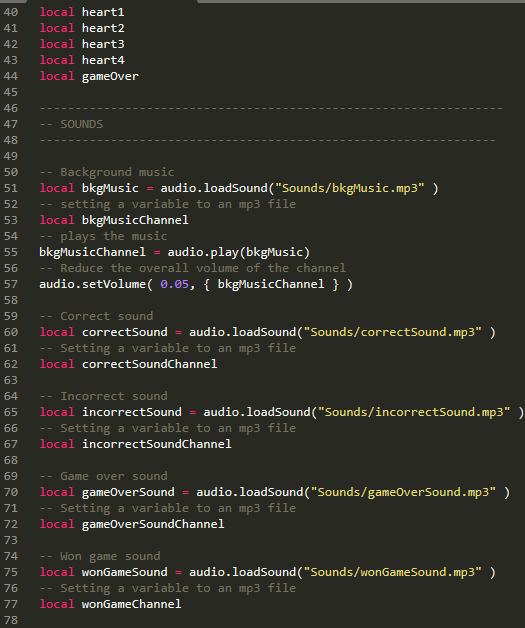 40 local heart1
41 local heart2
42 local heart3
43 local heart4
44 local gameOver
45
46 -----------------------------------------------------------------
47 -- SOUNDS
48 ----------------------------------------------------------------
49
50 -- Background music
51 local bkgMusic = audio.loadSound("Sounds/bkgMusic.mp3" )
52 -- setting a variable to an mp3 file
53 local bkgMusicChannel
54 -- plays the music
55 bkgMusicChannel = audio.play(bkgMusic)
56 -- Reduce the overall volume of the channel
57 audio.setVolume( 0.05, { bkgMusicChannel } )
58
59 -- Correct sound
60 local correctSound = audio.loadSound("Sounds/correctSound.mp3" )
61 -- Setting a variable to an mp3 file
62 local correctSoundChannel
63
64 -- Incorrect sound
65 local incorrectSound = audio.loadSound("Sounds/incorrectSound.mp3" )
66 -- Setting a variable to an mp3 file
67 local incorrectSoundChannel
68
69 -- Game over sound
70 local gameOverSound = audio.loadSound("Sounds/gameOverSound.mp3" )
71 -- Setting a variable to an mp3 file
72 local gameOverSoundChannel
73
74 -- Won game sound
75 local wonGameSound = audio.loadSound("Sounds/wonGameSound.mp3" )
76 -- Setting a variable to an mp3 file
77 local wonGameChannel
78